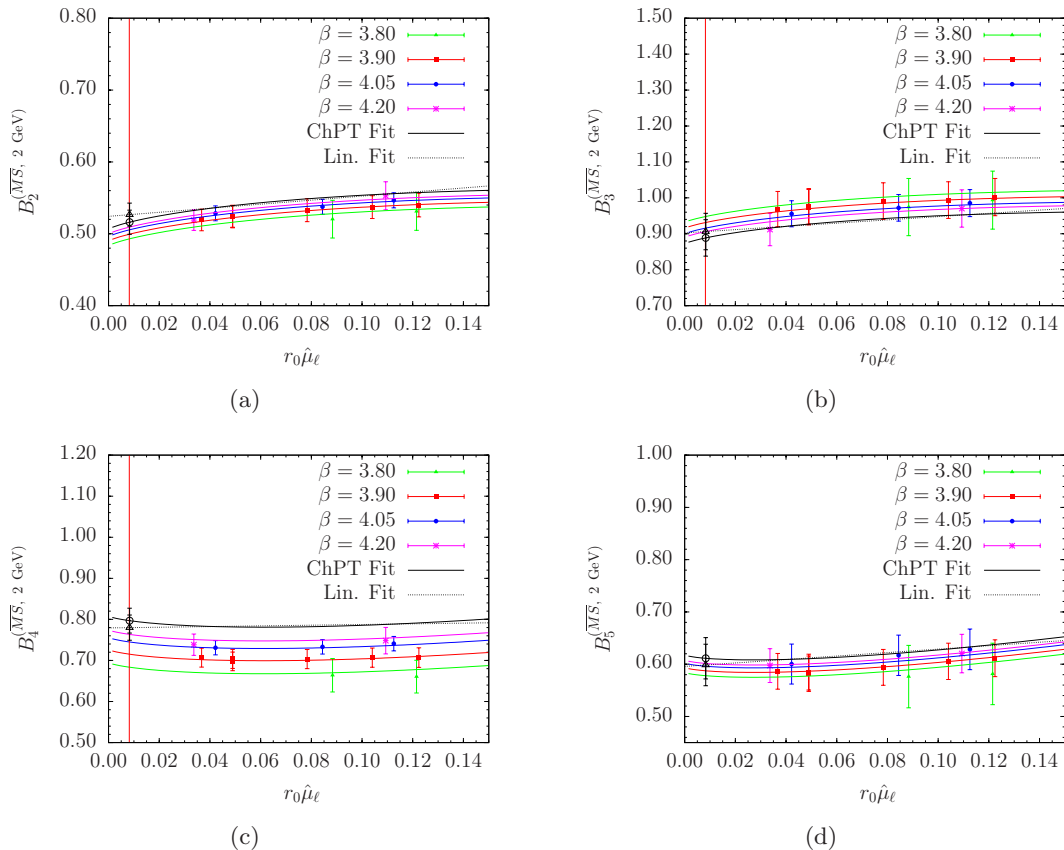 0.80
0.70
0.60
0.50
0.40
B_2^{(\overline{MS}, 2 GeV)}
β = 3.80
β = 3.90
β = 4.05
β = 4.20
ChPT Fit
Lin. Fit
0.00 0.02 0.04 0.06 0.08 0.10 0.12 0.14
r_0\hat{μ}_ℓ
(a)
1.50
1.40
1.30
1.20
1.10
1.00
0.90
0.80
0.70
B_3^{(\overline{MS}, 2 GeV)}
β = 3.80
β = 3.90
β = 4.05
β = 4.20
ChPT Fit
Lin. Fit
0.00 0.02 0.04 0.06 0.08 0.10 0.12 0.14
r_0\hat{μ}_ℓ
(b)
1.20
1.10
1.00
0.90
0.80
0.70
0.60
0.50
B_4^{(\overline{MS}, 2 GeV)}
β = 3.80
β = 3.90
β = 4.05
β = 4.20
ChPT Fit
Lin. Fit
0.00 0.02 0.04 0.06 0.08 0.10 0.12 0.14
r_0\hat{μ}_ℓ
(c)
1.00
0.90
0.80
0.70
0.60
0.50
B_5^{(\overline{MS}, 2 GeV)}
β = 3.80
β = 3.90
β = 4.05
β = 4.20
ChPT Fit
Lin. Fit
0.00 0.02 0.04 0.06 0.08 0.10 0.12 0.14
r_0\hat{μ}_ℓ
(d)